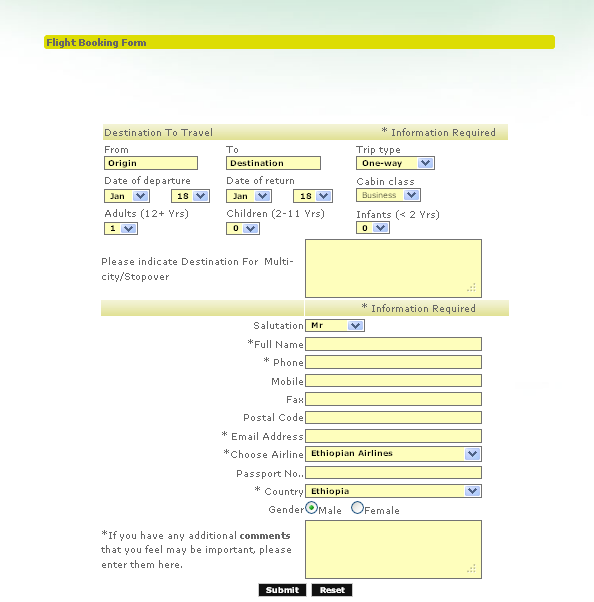 Flight Booking Form
Destination To Travel * Information Required
From To Trip type
Origin Destination One-way
Date of departure Date of return Cabin class
Jan 18 Jan 18 Business
Adults (12+ Yrs) Children (2-11 Yrs) Infants (< 2 Yrs)
1 0 0
Please indicate Destination For Multi-
city/Stopover
* Information Required
Salutation Mr
*Full Name
* Phone
Mobile
Fax
Postal Code
* Email Address
*Choose Airline Ethiopian Airlines
Passport No..
* Country Ethiopia
Gender Male Female
*If you have any additional comments
that you feel may be important, please
enter them here.
Submit Reset